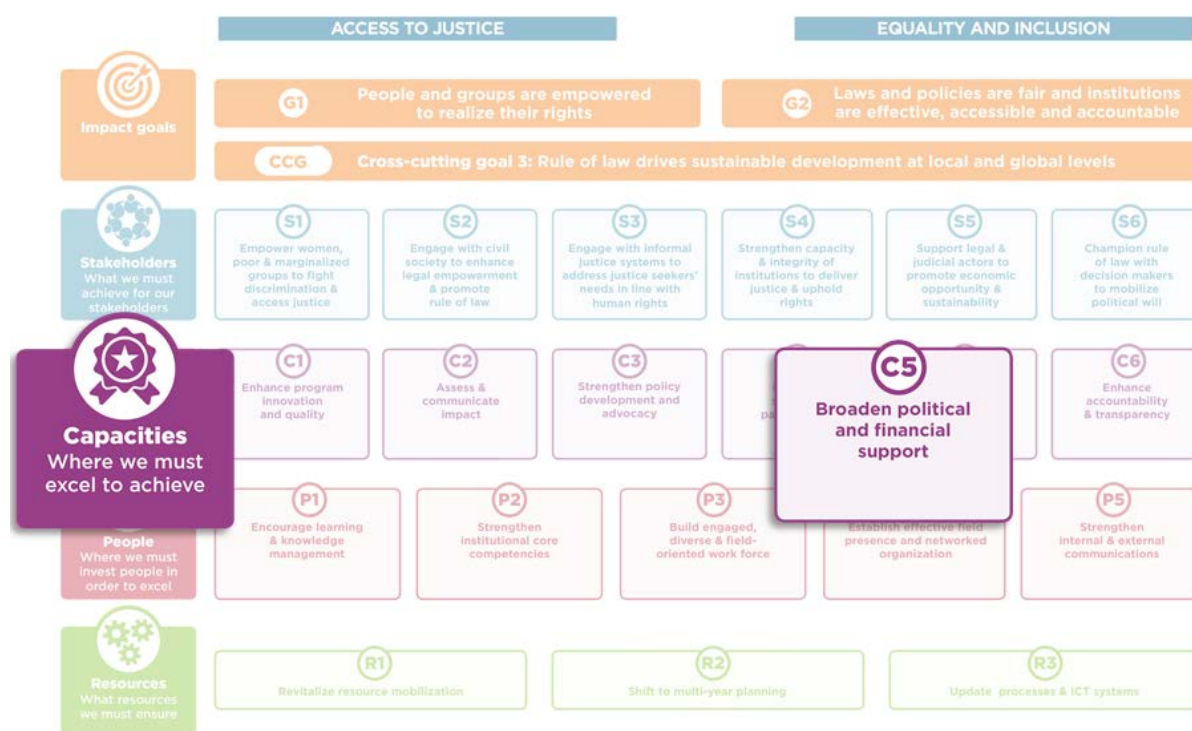 ACCESS TO JUSTICE
EQUALITY AND INCLUSION
Impact goals
G1
People and groups are empowered
to realize their rights
G2
Laws and policies are fair and institutions
are effective, accessible and accountable
CCG
Cross-cutting goal 3: Rule of law drives sustainable development at local and global levels
Stakeholders
What we must
achieve for our
stakeholders
S1
Empower women,
poor & marginalized
groups to fight
discrimination &
access justice
S2
Engage with civil
society to enhance
legal empowerment
& promote
rule of law
S3
Engage with informal
justice systems to
address justice seekers'
needs in line with
human rights
S4
Strengthen capacity
& integrity of
institutions to deliver
justice & uphold
rights
S5
Support legal &
judicial actors to
promote economic
opportunity &
sustainability
S6
Champion rule
of law with
decision makers
to mobilize
political will
Capacities
Where we must
excel to achieve
C1
Enhance program
innovation
and quality
C2
Assess &
communicate
impact
C3
Strengthen policy
development and
advocacy
C5
Broaden political
and financial
support
C6
Enhance
accountability
& transparency
People
Where we must
invest people in
order to excel
P1
Encourage learning
& knowledge
management
P2
Strengthen
institutional core
competencies
P3
Build engaged,
diverse & field-
oriented work force
Establish effective field
presence and networked
organization
P5
Strengthen
internal & external
communications
Resources
What resources
we must ensure
R1
Revitalize resource mobilization
R2
Shift to multi-year planning
R3
Update processes & ICT systems